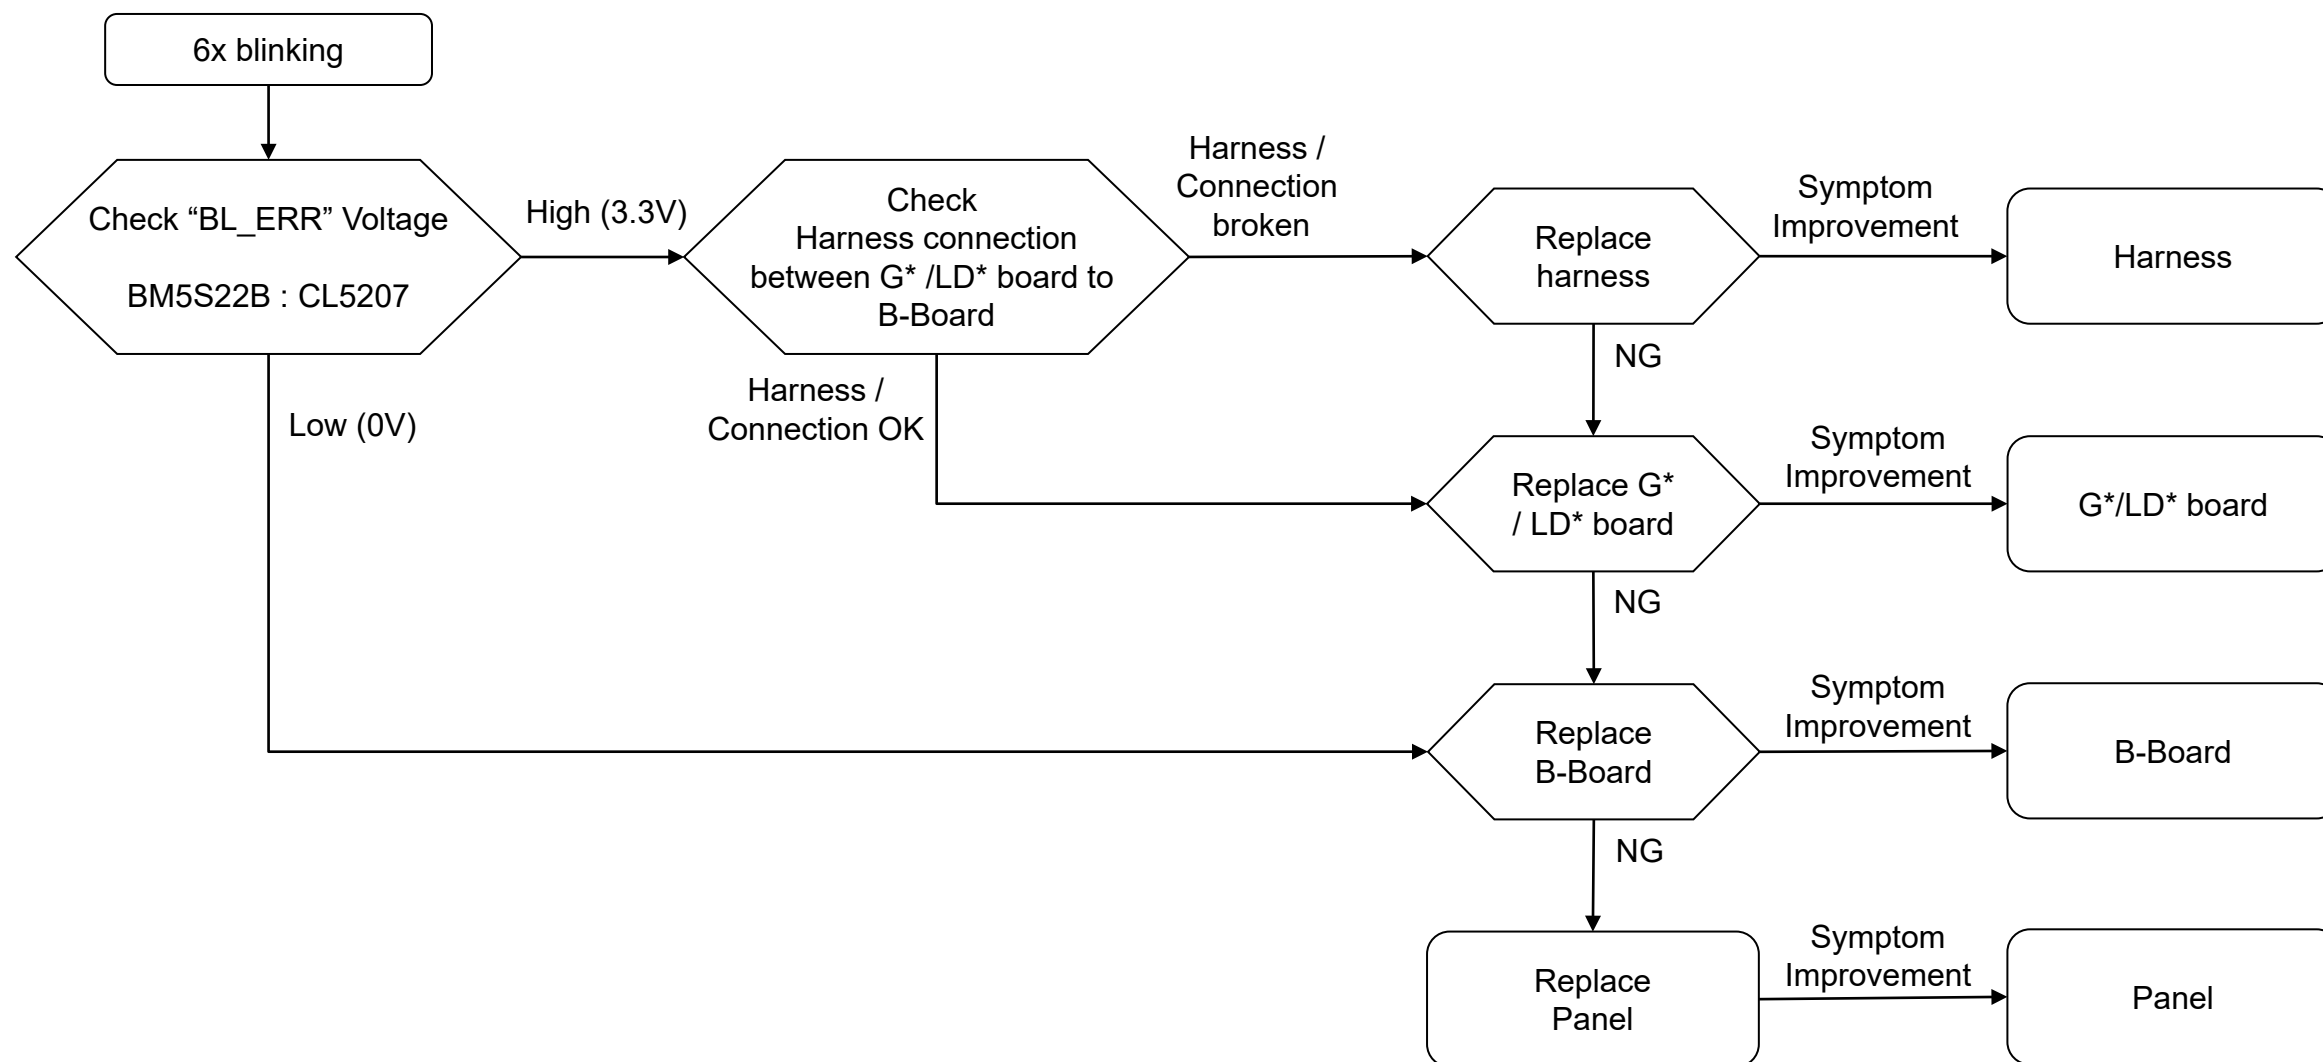 6x blinking
Check “BL_ERR” Voltage
BM5S22B : CL5207
High (3.3V)
Low (0V)
Check
Harness connection
between G* /LD* board to
B-Board
Harness /
Connection
broken
Harness /
Connection OK
Replace
harness
Symptom
Improvement
Harness
NG
Replace G*
/ LD* board
Symptom
Improvement
G*/LD* board
NG
Replace
B-Board
Symptom
Improvement
B-Board
NG
Replace
Panel
Symptom
Improvement
Panel